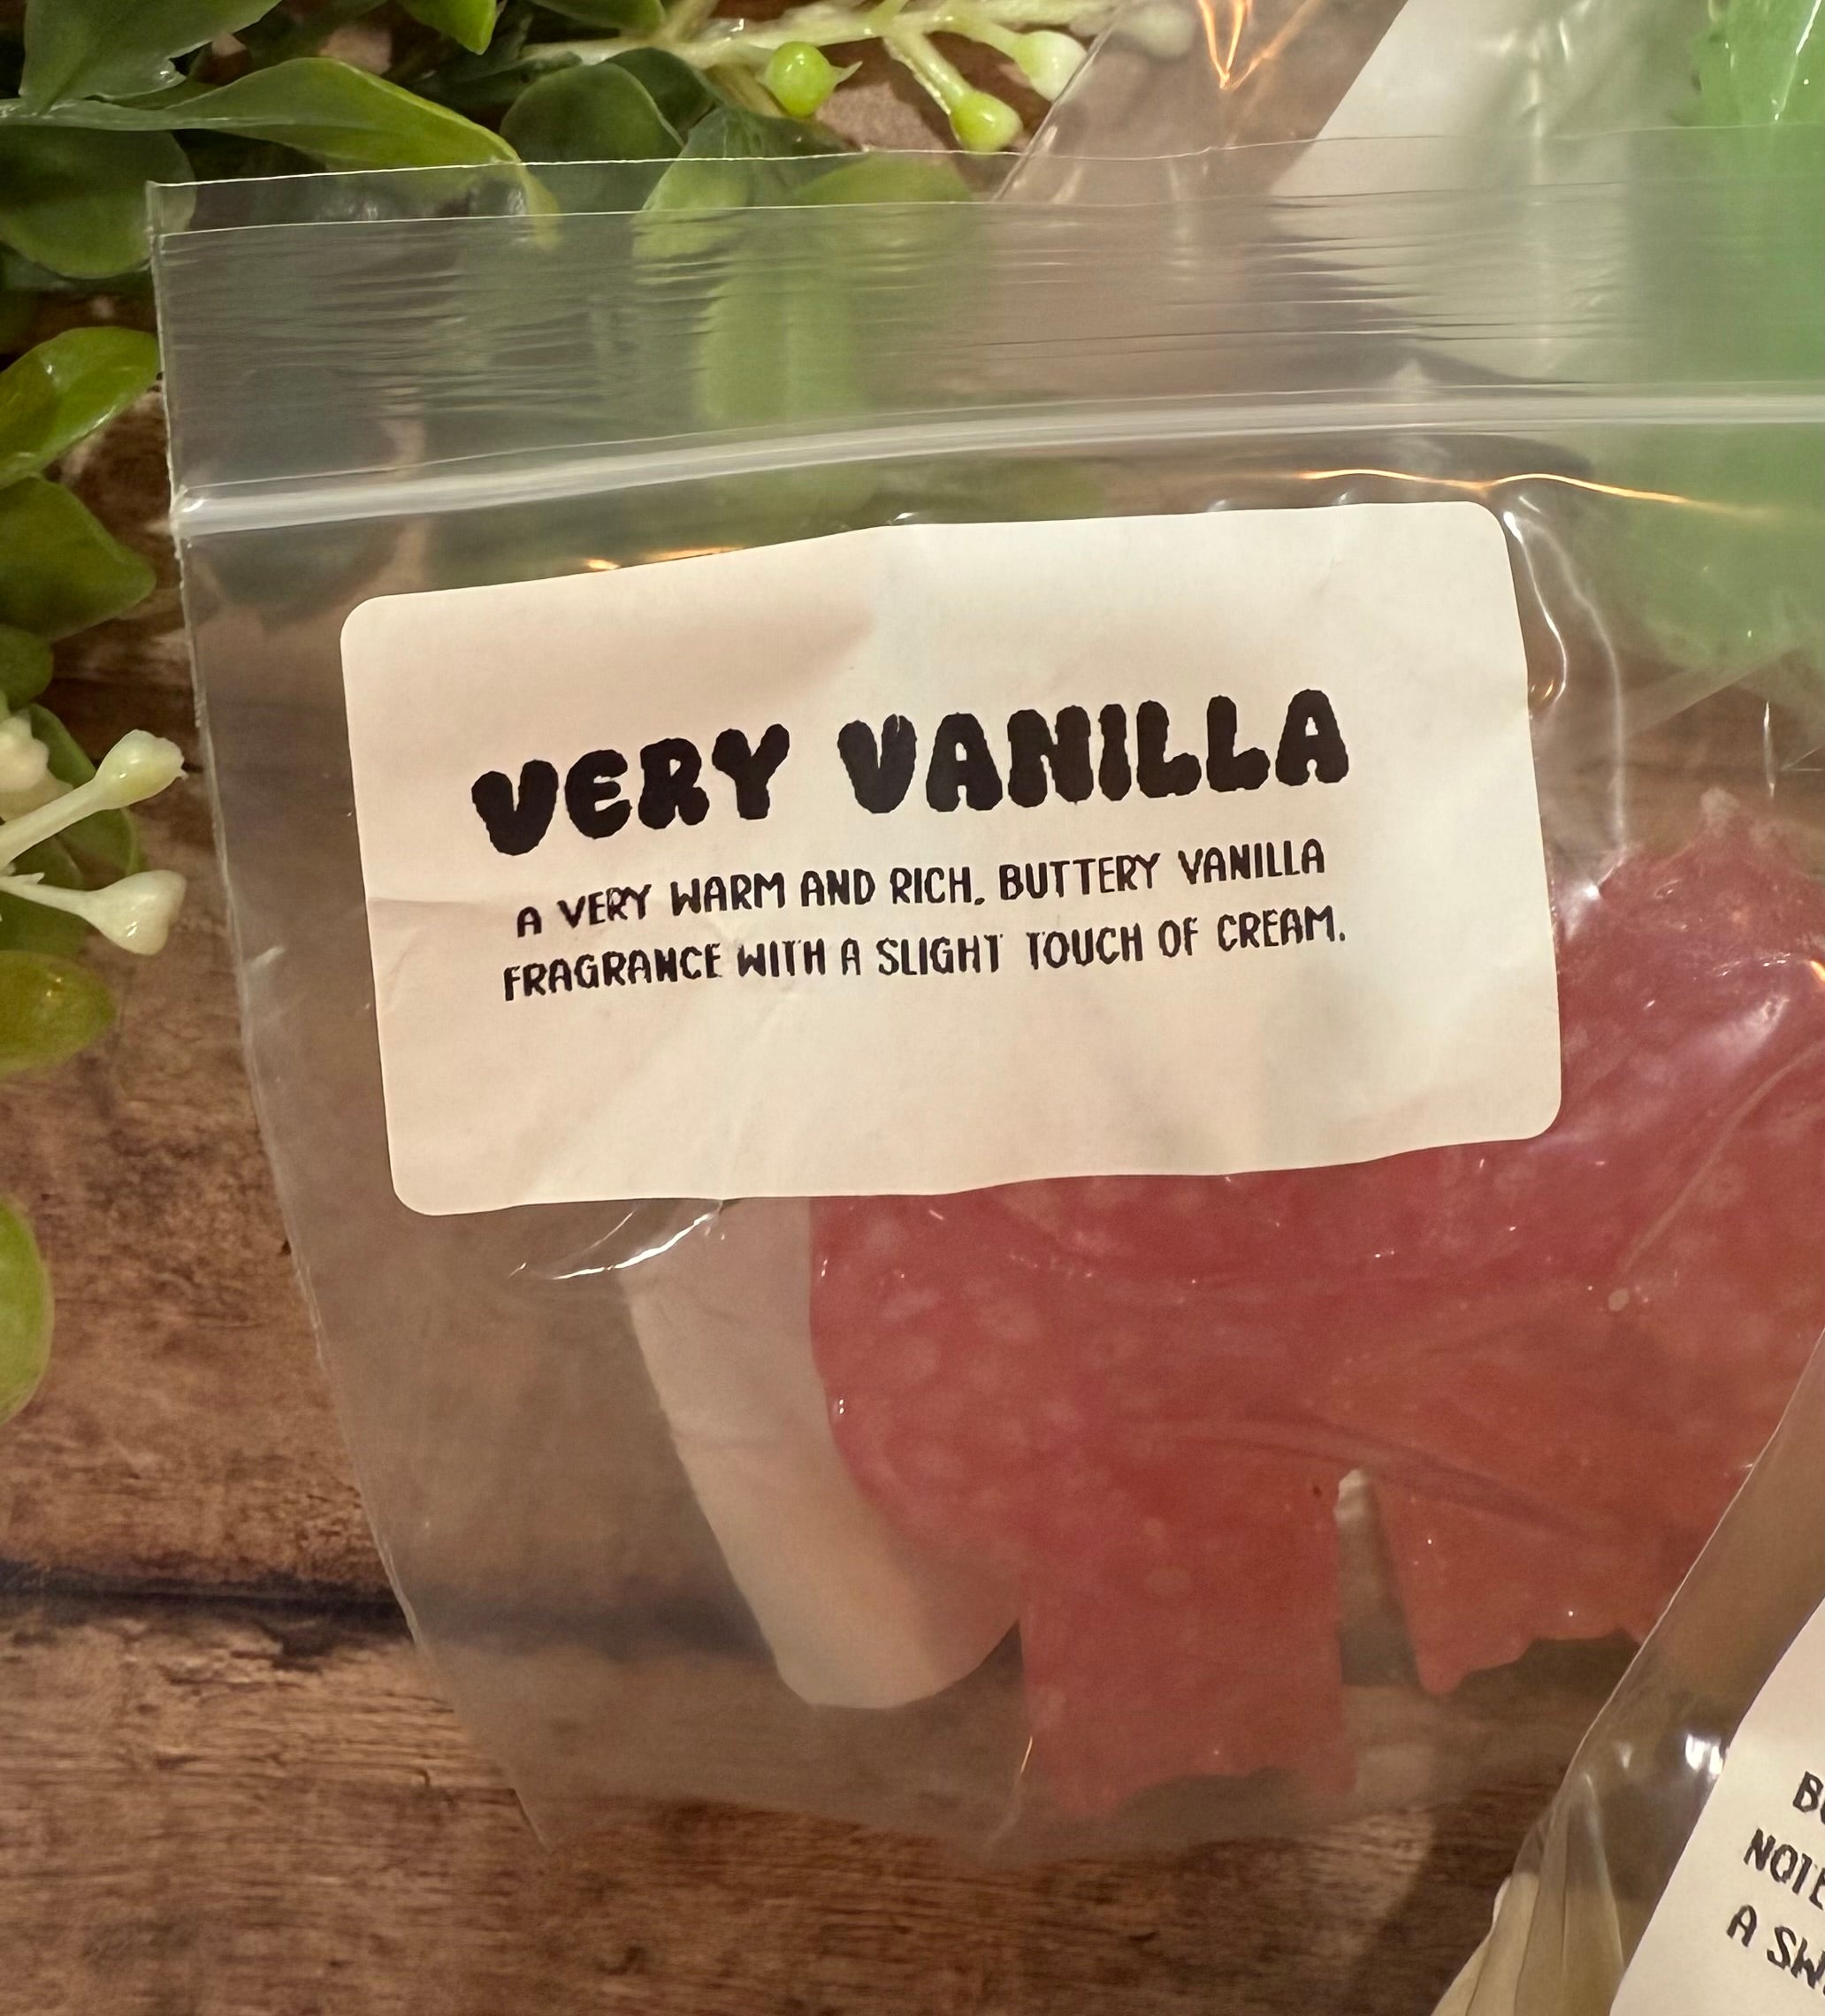 VERY VANILLA
A VERY WARM AND RICH, BUTTERY VANILLA
FRAGRANCE WITH A SLIGHT TOUCH OF CREAM.
A